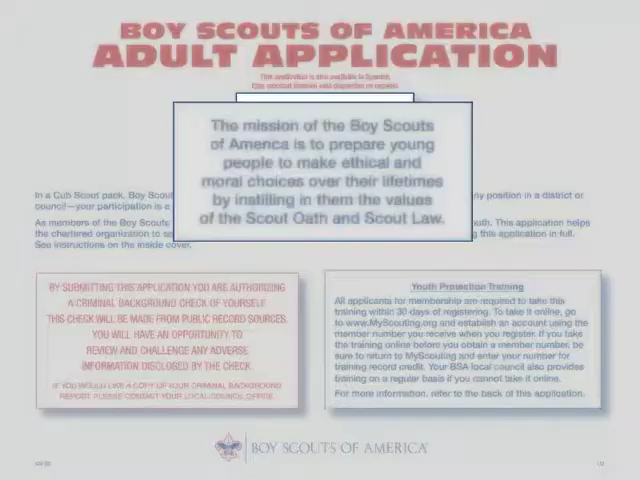 BOY SCOUTS OF AMERICA
ADULT APPLICATION
This application is also available in Spanish.
Esta solicitud también está disponible en español.
The mission of the Boy Scouts
of America is to prepare young
people to make ethical and
moral choices over their lifetimes
by instilling in them the values
of the Scout Oath and Scout Law.
In a Cub Scout pack, Boy Scout ny position in a district or
council—your participation is a
As members of the Boy Scouts outh. This application helps
the chartered organization to se g this application in full.
See instructions on the inside cover.
BY SUBMITTING THIS APPLICATION YOU ARE AUTHORIZING
A CRIMINAL BACKGROUND CHECK OF YOURSELF.
THIS CHECK WILL BE MADE FROM PUBLIC RECORD SOURCES.
YOU WILL HAVE AN OPPORTUNITY TO
REVIEW AND CHALLENGE ANY ADVERSE
INFORMATION DISCLOSED BY THE CHECK.
IF YOU WOULD LIKE A COPY OF YOUR CRIMINAL BACKGROUND
REPORT, PLEASE CONTACT YOUR LOCAL COUNCIL OFFICE.
Youth Protection Training
All applicants for membership are required to take this
training within 30 days of registering. To take it online, go
to www.MyScouting.org and establish an account using the
member number you receive when you register. If you take
the training online before you obtain a member number, be
sure to return to MyScouting and enter your number for
training record credit. Your BSA local council also provides
training on a regular basis if you cannot take it online.
For more information, refer to the back of this application.
BOY SCOUTS OF AMERICA